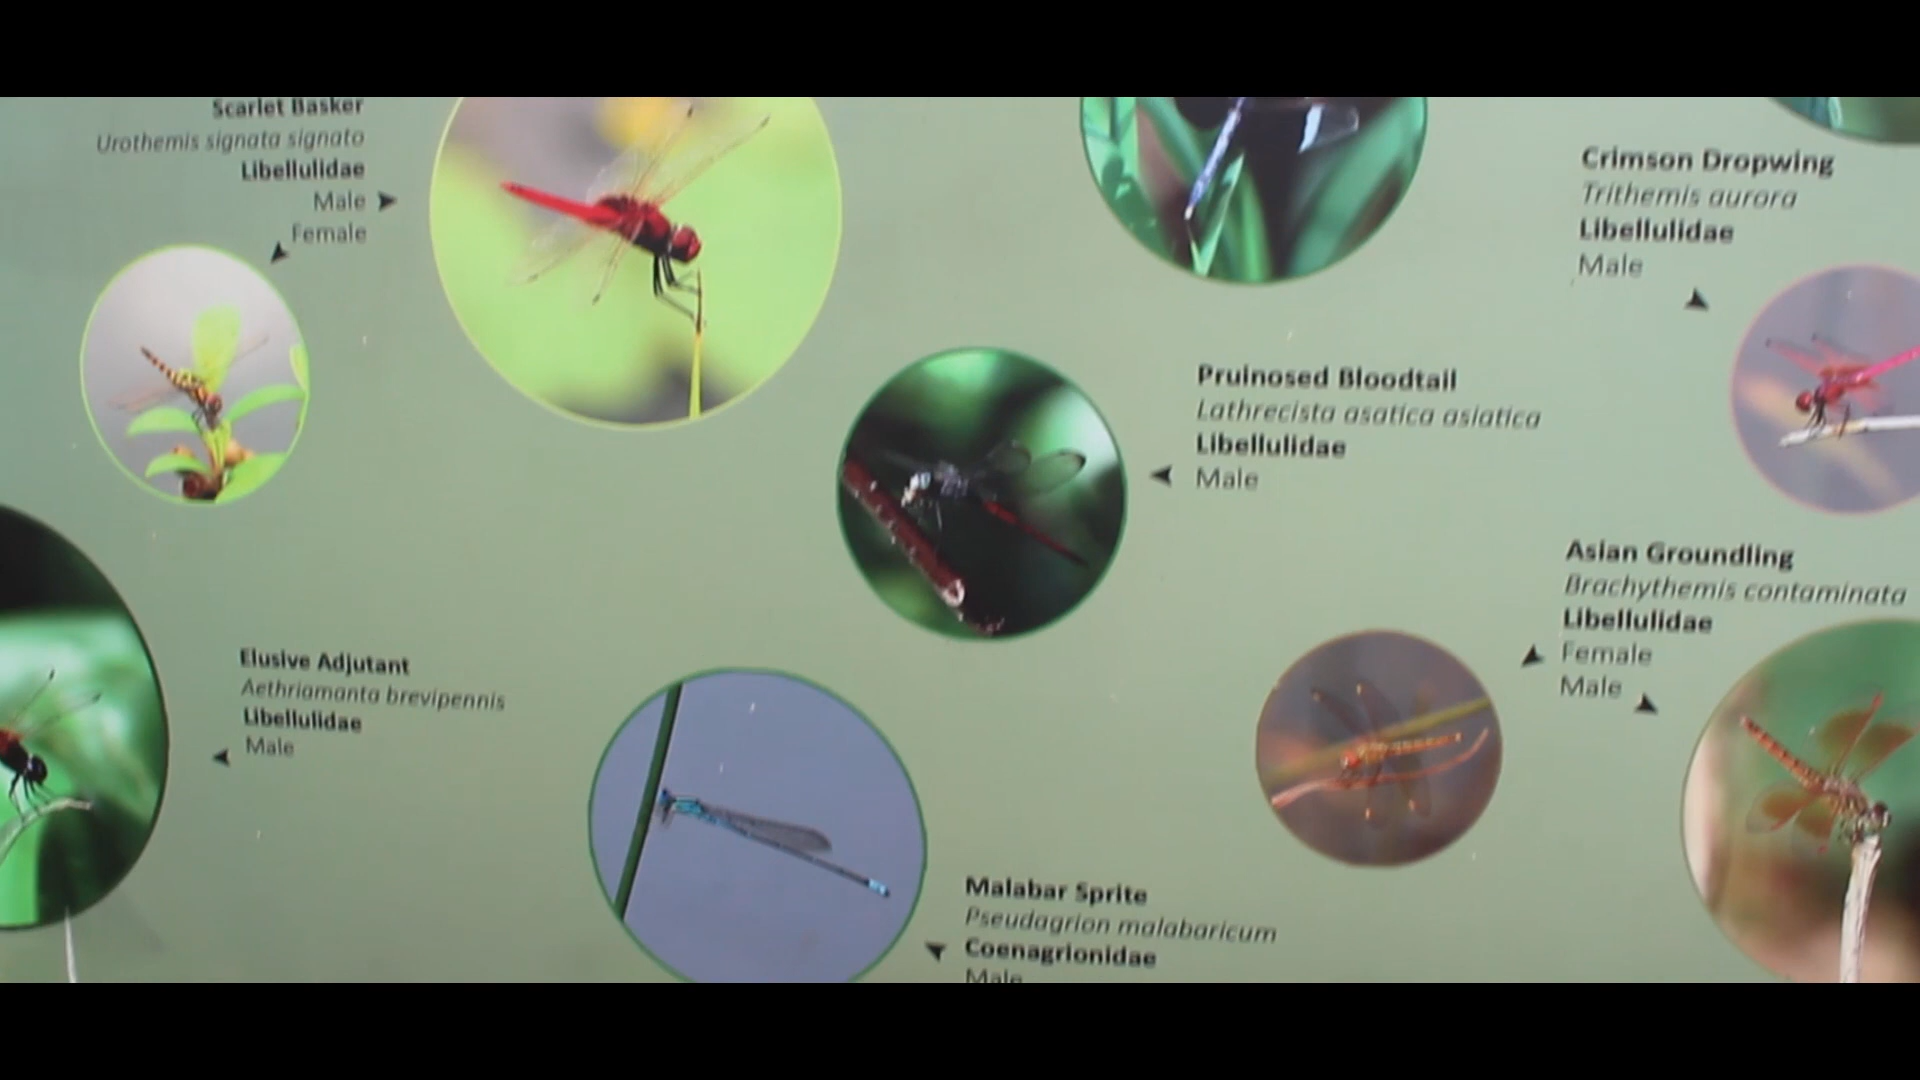 Scarlet Basker
Urothemis signata signata
Libellulidae
Male
Female
Crimson Dropwing
Trithemis aurora
Libellulidae
Male
Pruinosed Bloodtail
Lathrecista asatica asiatica
Libellulidae
Male
Asian Groundling
Brachythemis contaminata
Libellulidae
Female
Male
Elusive Adjutant
Aethriamanta brevipennis
Libellulidae
Male
Malabar Sprite
Pseudagrion malabaricum
Coenagrionidae
Male